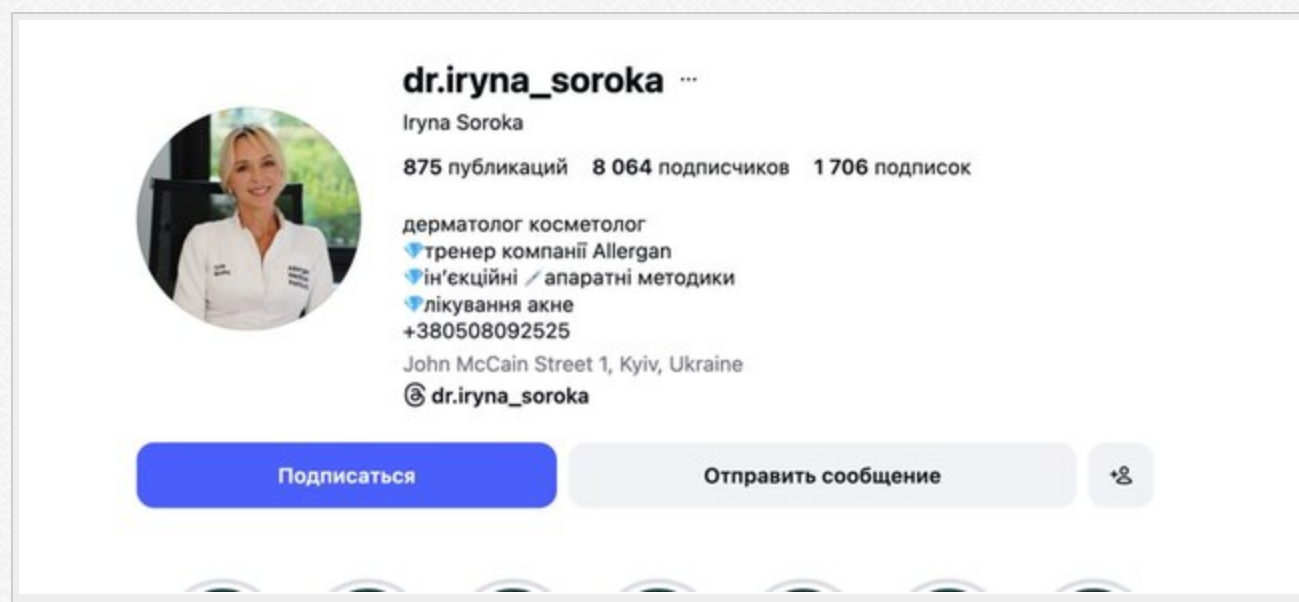 dr.iryna_soroka ...
Iryna Soroka
875 публикаций 8 064 подписчиков 1 706 подписок
дерматолог косметолог
💎тренер компанії Allergan
💎ін'єкційні 💉апаратні методики
💎лікування акне
+380508092525
John McCain Street 1, Kyiv, Ukraine
dr.iryna_soroka
Подписаться
Отправить сообщение